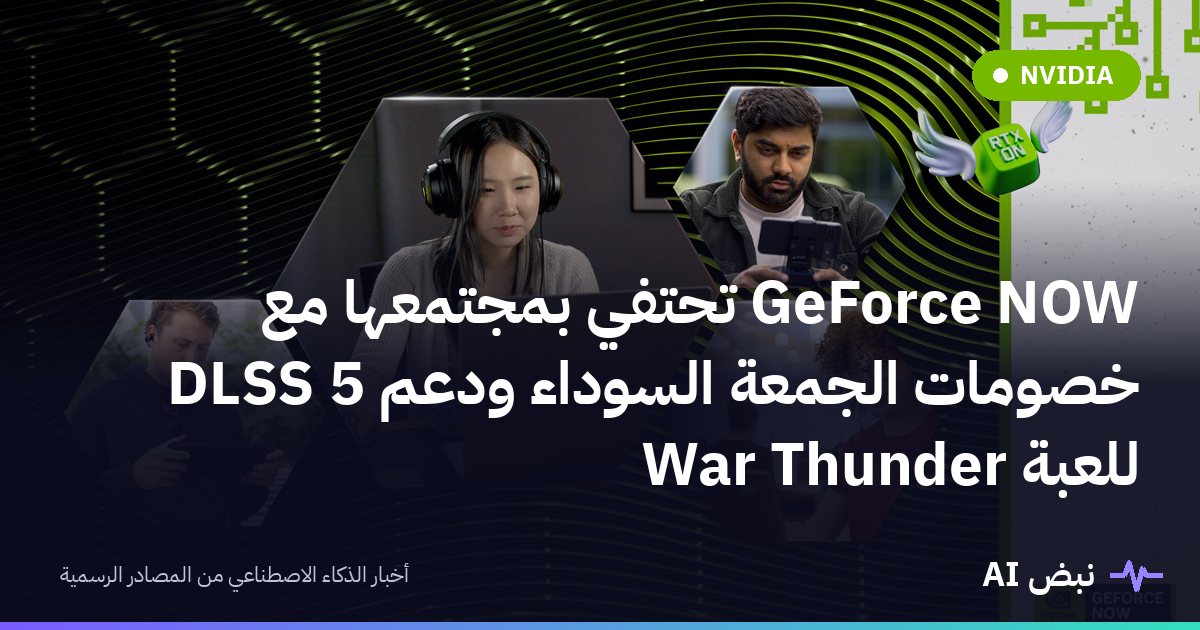 NVIDIA
RTX
ON
GeForce NOW تحتفي بمجتمعها مع
خصومات الجمعة السوداء ودعم DLSS 5
للعبة War Thunder
نبض AI
أخبار الذكاء الاصطناعي من المصادر الرسمية
GEFORCE
NOW